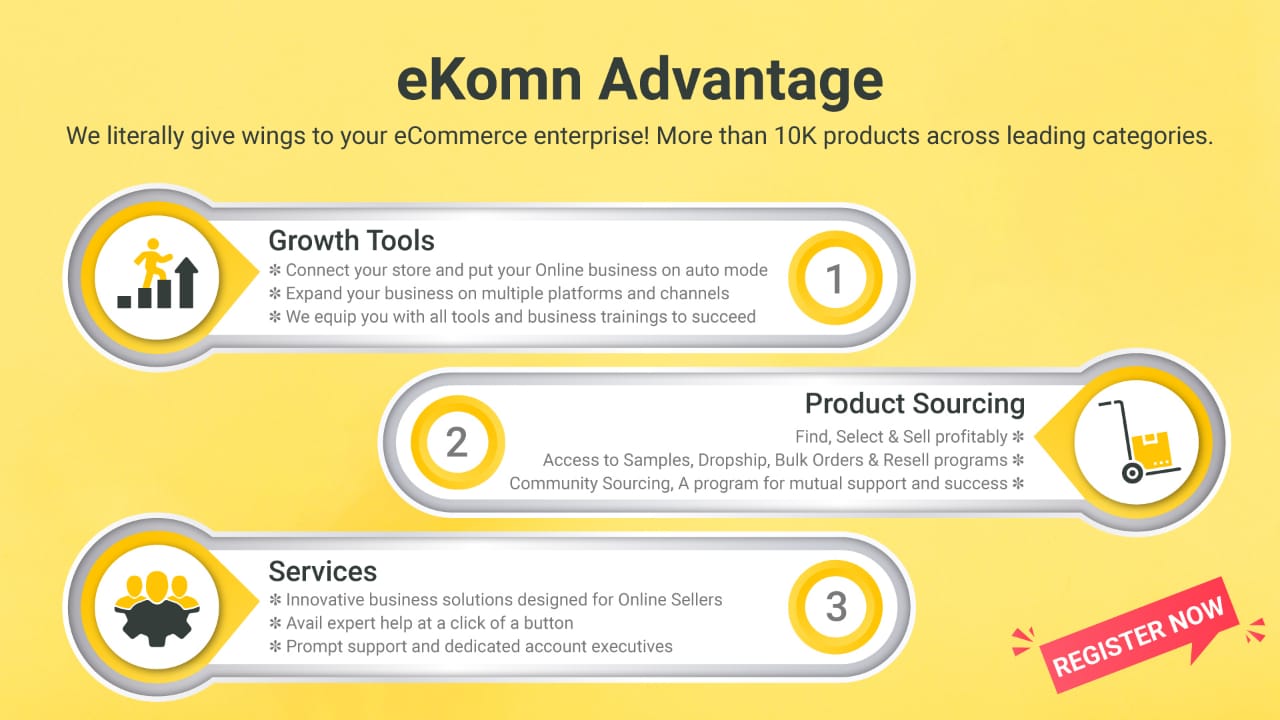 eKomn Advantage
We literally give wings to your eCommerce enterprise! More than 10K products across leading categories.
Growth Tools
✼ Connect your store and put your Online business on auto mode
✼ Expand your business on multiple platforms and channels
✼ We equip you with all tools and business trainings to succeed
1
2
Product Sourcing
Find, Select & Sell profitably ✼
Access to Samples, Dropship, Bulk Orders & Resell programs ✼
Community Sourcing, A program for mutual support and success ✼
Services
✼ Innovative business solutions designed for Online Sellers
✼ Avail expert help at a click of a button
✼ Prompt support and dedicated account executives
3
REGISTER NOW